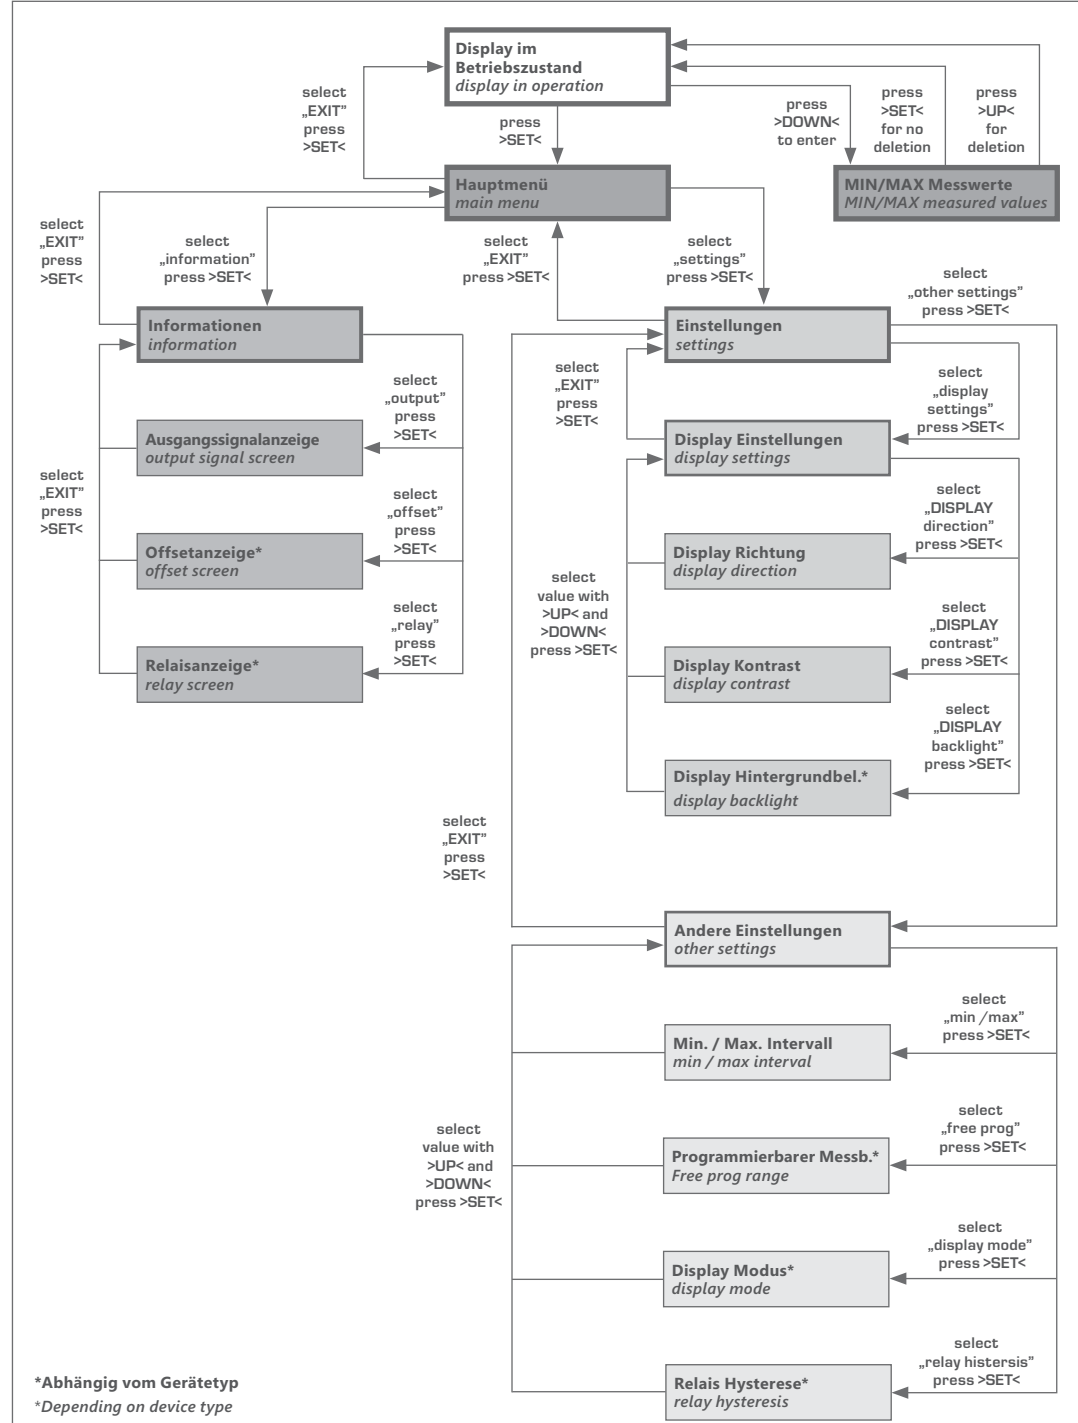 Display im
Betriebszustand
display in operation
select
„EXIT”
press
>SET<
press
>SET<
press
>DOWN<
to enter
press
>SET<
for no
deletion
press
>UP<
for
deletion
Hauptmenü
main menu
MIN/MAX Messwerte
MIN/MAX measured values
select
„EXIT”
press
>SET<
select
„information”
press >SET<
select
„EXIT”
press >SET<
select
„settings”
press >SET<
select
„other settings”
press >SET<
Informationen
information
Einstellungen
settings
select
„output”
press
>SET<
select
„EXIT”
press
>SET<
select
„display
settings”
press >SET<
Ausgangssignalanzeige
output signal screen
Display Einstellungen
display settings
select
„EXIT”
press
>SET<
select
„offset”
press
>SET<
select
„DISPLAY
direction”
press >SET<
Offsetanzeige*
offset screen
Display Richtung
display direction
select
value with
>UP< and
>DOWN<
press >SET<
select
„relay”
press
>SET<
select
„DISPLAY
contrast”
press >SET<
Relaisanzeige*
relay screen
Display Kontrast
display contrast
select
„DISPLAY
backlight”
press >SET<
Display Hintergrundbel.*
display backlight
select
„EXIT”
press
>SET<
Andere Einstellungen
other settings
select
„min /max”
press >SET<
Min. / Max. Intervall
min / max interval
select
value with
>UP< and
>DOWN<
press >SET<
select
„free prog”
press >SET<
Programmierbarer Messb.*
Free prog range
select
„display mode”
press >SET<
Display Modus*
display mode
select
„relay histersis”
press >SET<
Relais Hysterese*
relay hysteresis
*Abhängig vom Gerätetyp
*Depending on device type